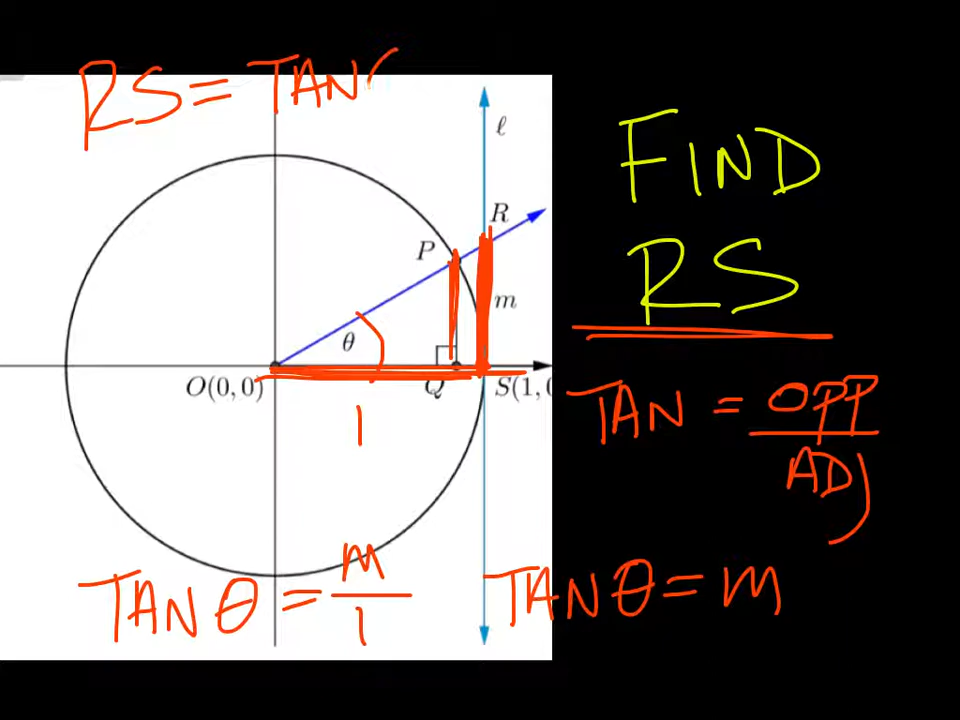 RS = TAN
ℓ
R
P
m
θ
O(0,0)
Q
S(1,
1
TAN θ = M/1
FIND
RS
TAN = OPP/ADJ
TAN θ = M